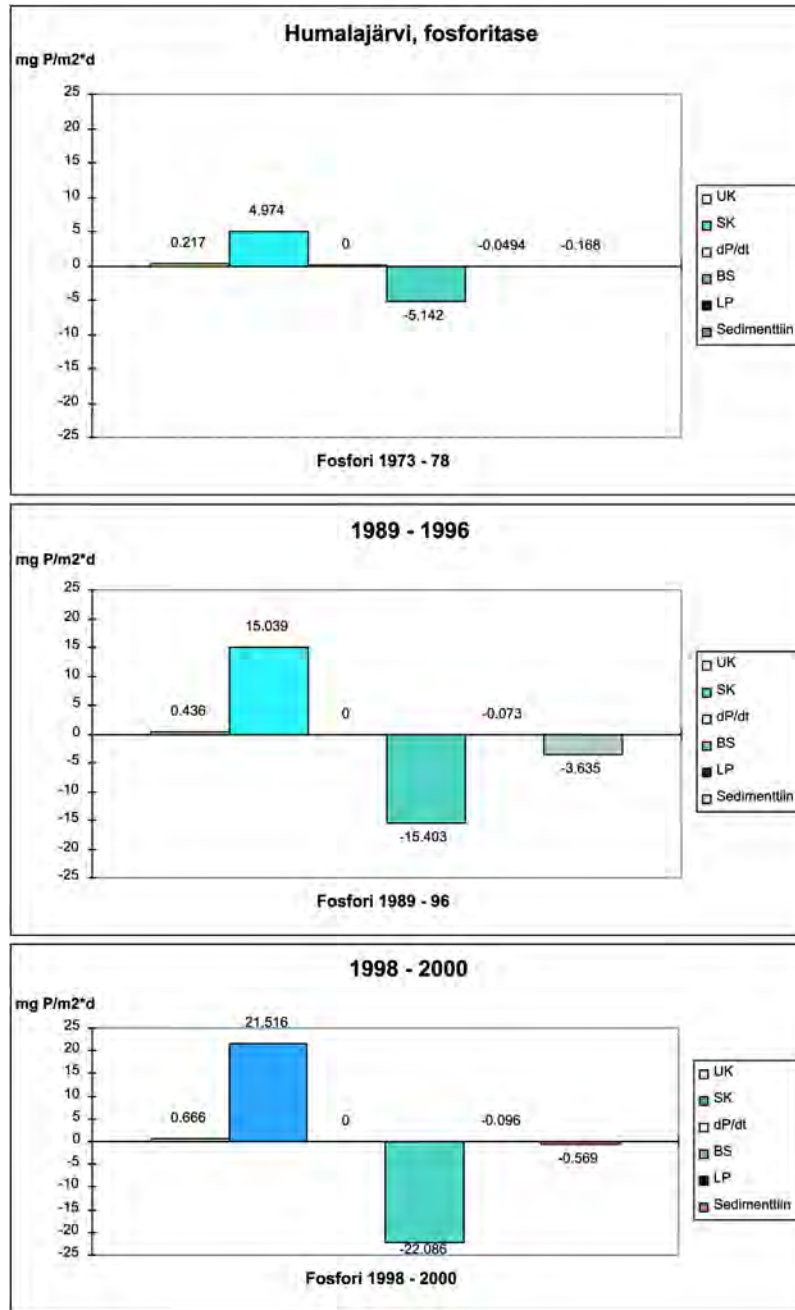 Humalajärvi, fosforitase
mg P/m2*d
25
20
15
10
5
0
-5
-10
-15
-20
-25
0.217
4.974
0
-5.142
-0.0494
-0.168
UK
SK
dP/dt
BS
LP
Sedimenttiin
Fosfori 1973 - 78
1989 - 1996
mg P/m2*d
25
20
15
10
5
0
-5
-10
-15
-20
-25
0.436
15.039
0
-15.403
-0.073
-3.635
UK
SK
dP/dt
BS
LP
Sedimenttiin
Fosfori 1989 - 96
1998 - 2000
mg P/m2*d
25
20
15
10
5
0
-5
-10
-15
-20
-25
0.666
21.516
0
-22.086
-0.096
-0.569
UK
SK
dP/dt
BS
LP
Sedimenttiin
Fosfori 1998 - 2000